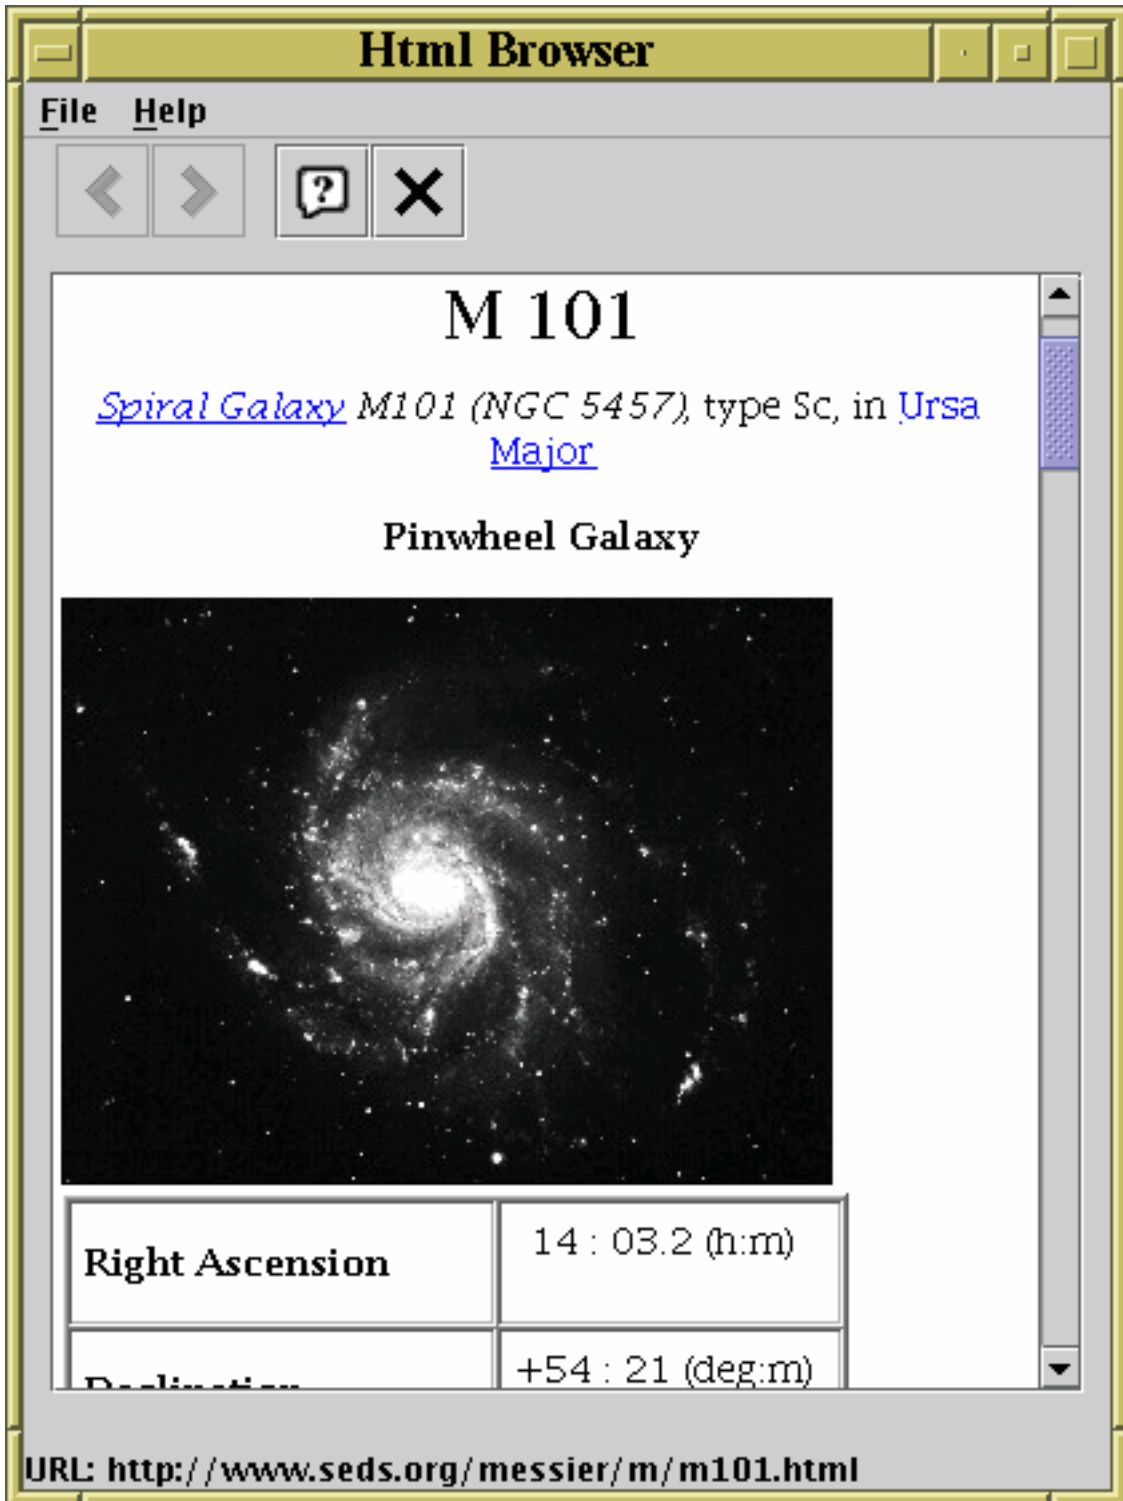 Html Browser
File Help
?
M 101
Spiral Galaxy M101 (NGC 5457), type Sc, in Ursa
Major
Pinwheel Galaxy
Right Ascension 14 : 03.2 (h:m)
Declination +54 : 21 (deg:m)
URL: http://www.seds.org/messier/m/m101.html